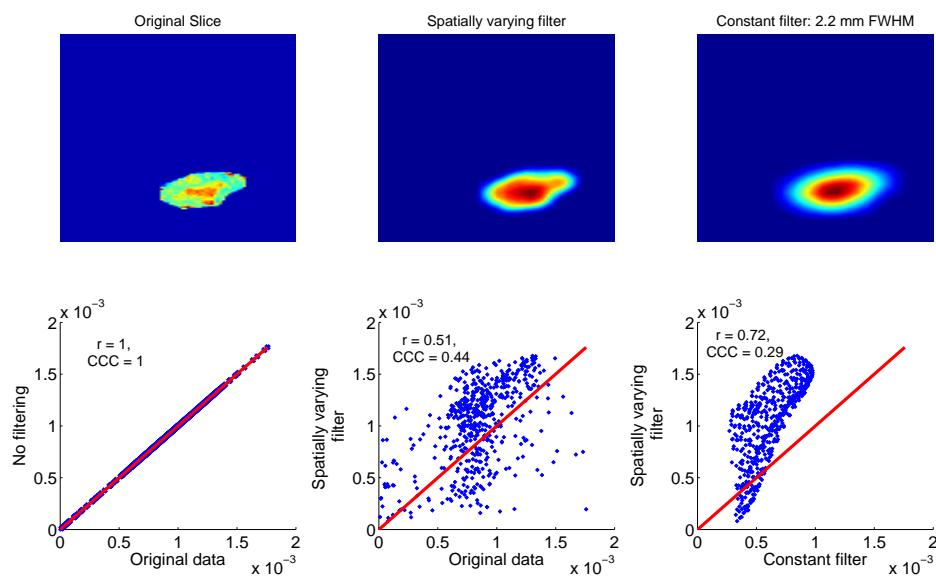 Original Slice
Spatially varying filter
Constant filter: 2.2 mm FWHM
x 10⁻³
2
1.5
1
0.5
0
No filtering
r = 1,
CCC = 1
0 0.5 1 1.5 2
Original data
x 10⁻³
x 10⁻³
2
1.5
1
0.5
0
Spatially varying
filter
r = 0.51,
CCC = 0.44
0 0.5 1 1.5 2
Original data
x 10⁻³
x 10⁻³
2
1.5
1
0.5
0
Spatially varying
filter
r = 0.72,
CCC = 0.29
0 0.5 1 1.5 2
Constant filter
x 10⁻³